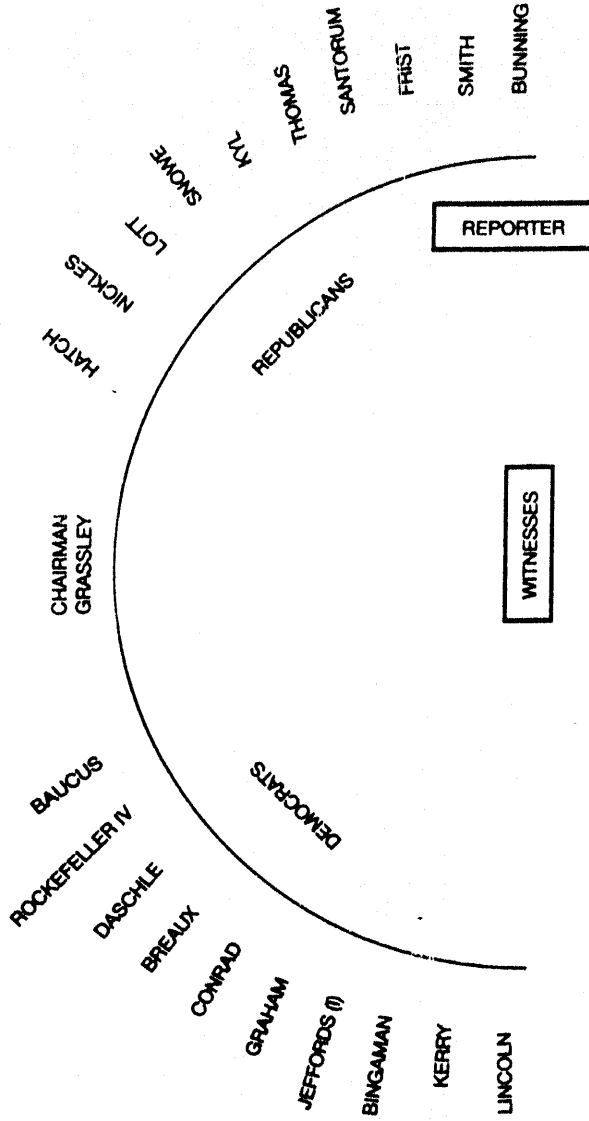 LINCOLN
KERRY
BINGAMAN
JEFFORDS (I)
GRAHAM
CONRAD
BREAUX
DASCHLE
ROCKEFELLER IV
BAUCUS
CHAIRMAN
GRASSLEY
HATCH
NICKLES
LOTT
SNOWE
KYL
THOMAS
SANTORUM
FRIST
SMITH
BUNNING
DEMOCRATS
REPUBLICANS
WITNESSES
REPORTER